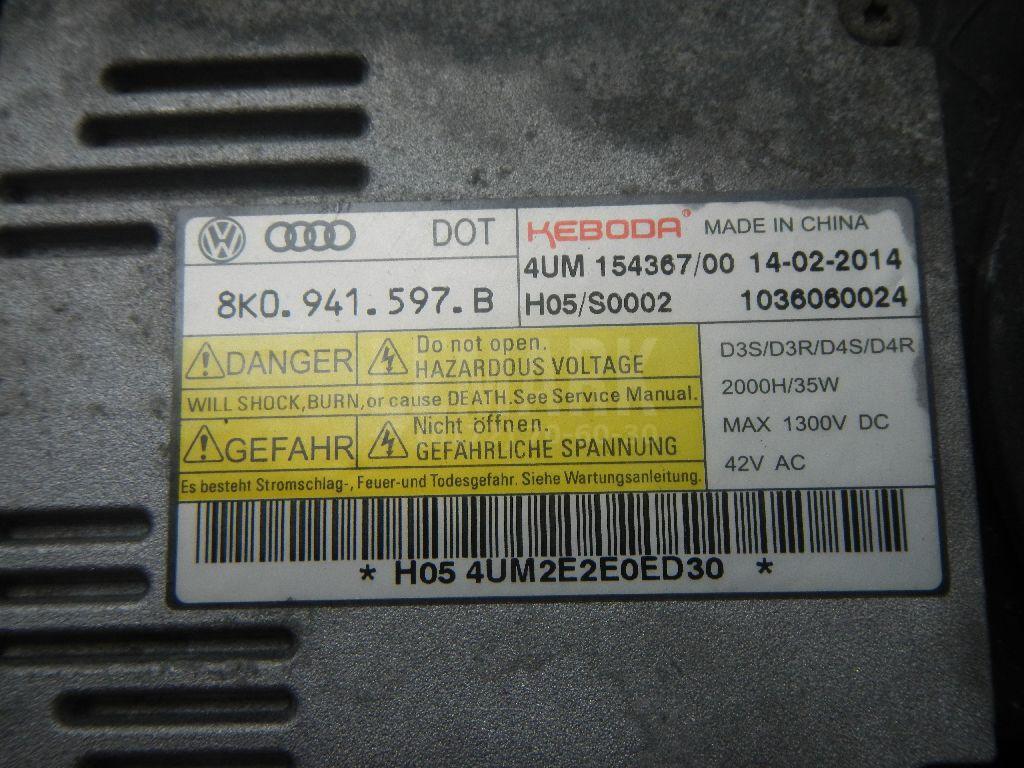 DOT
8K0.941.597.B
KEBODA® MADE IN CHINA
4UM 154367/00 14-02-2014
H05/S0002 1036060024
DANGER
Do not open.
HAZARDOUS VOLTAGE
WILL SHOCK,BURN,or cause DEATH.See Service Manual.
GEFAHR
Nicht öffnen.
GEFÄHRLICHE SPANNUNG
Es besteht Stromschlag-, Feuer-und Todesgefahr. Siehe Wartungsanleitung.
D3S/D3R/D4S/D4R
2000H/35W
MAX 1300V DC
42V AC
* H05 4UM2E2E0ED30 *